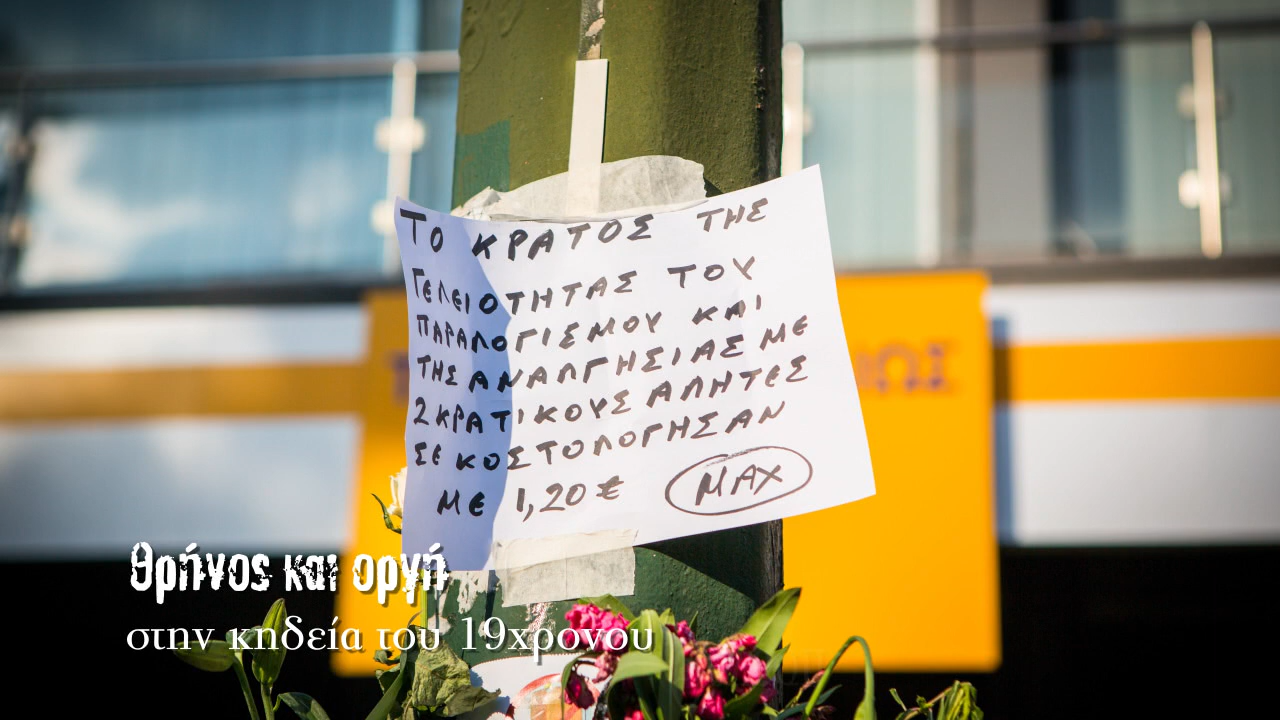 ΤΟ ΚΡΑΤΟΣ ΤΗΣ
ΓΕΛΕΙΟΤΗΤΑΣ ΤΟΥ
ΠΑΡΑΛΟΓΙΣΜΟΥ ΚΑΙ
ΤΗΣ ΑΝΑΛΓΗΣΙΑΣ ΜΕ
2 ΚΡΑΤΙΚΟΥΣ ΑΛΗΤΕΣ
ΣΕ ΚΟΣΤΟΛΟΓΗΣΑΝ
ΜΕ 1,20 € ΜΑΧ
θρήνος και οργή
στην κηδεία του 19χρονου